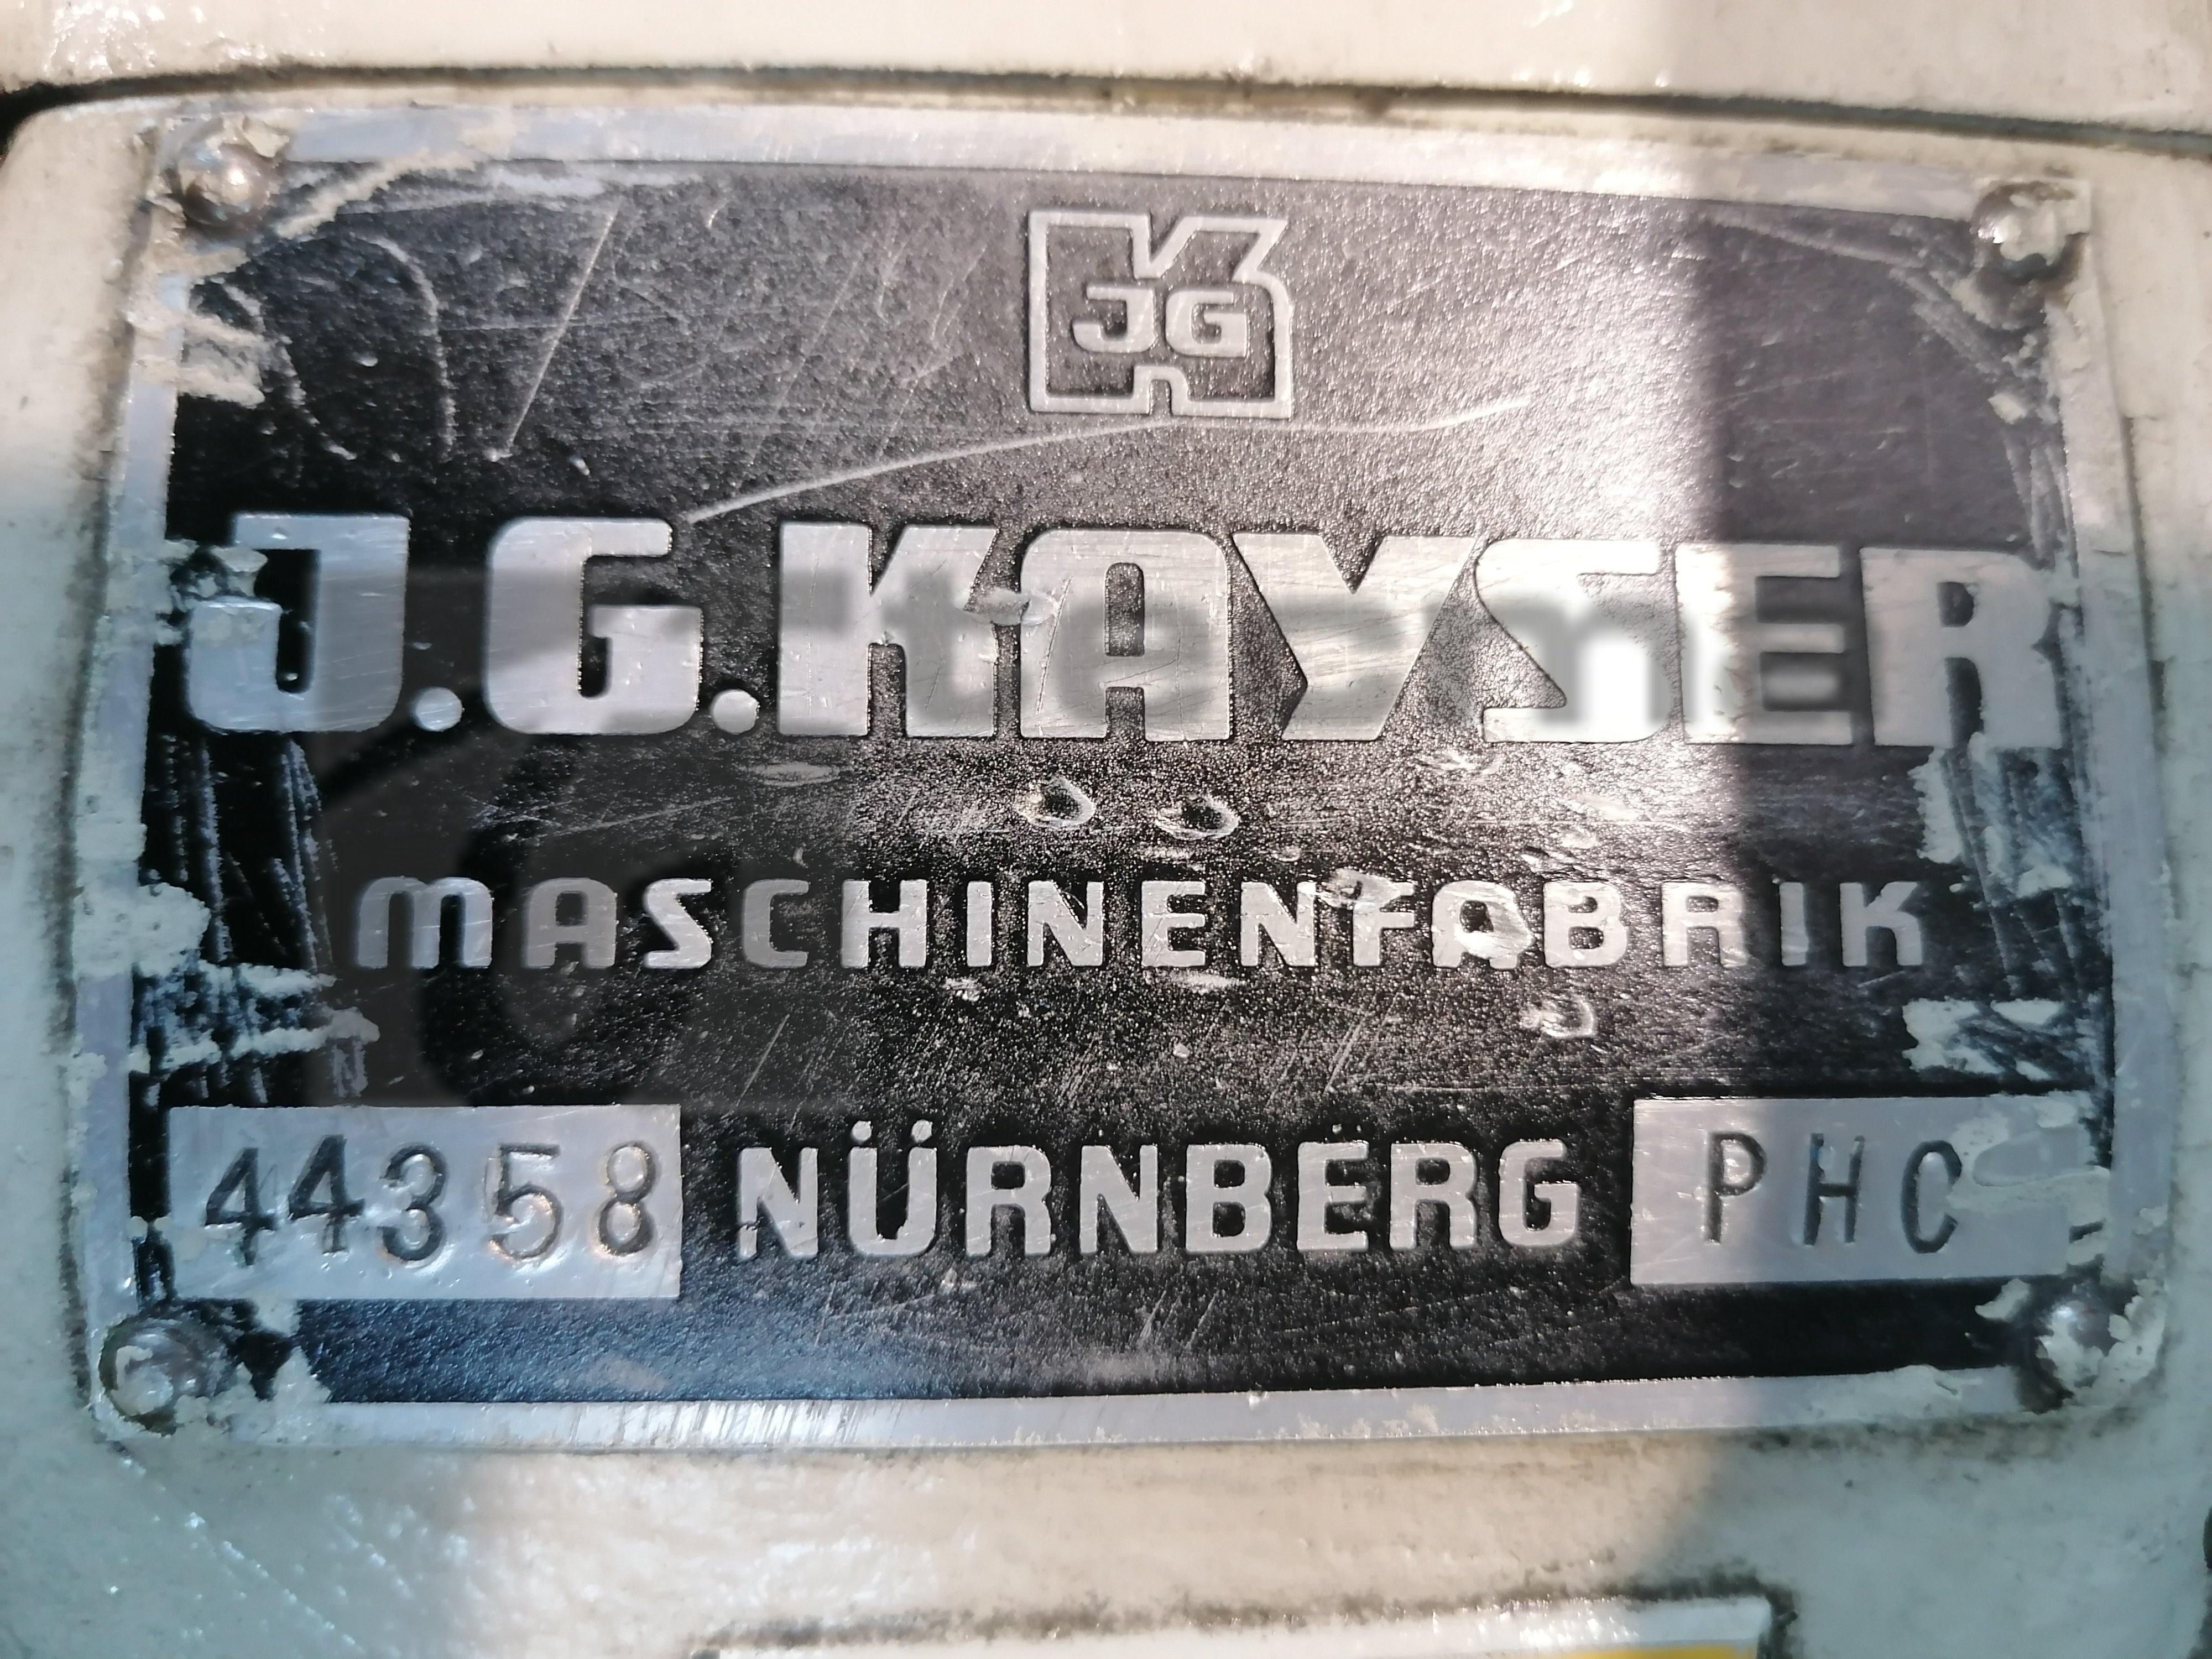 K JG
J.G.KAYSER
MASCHINENFABRIK
44358 NÜRNBERG PHC